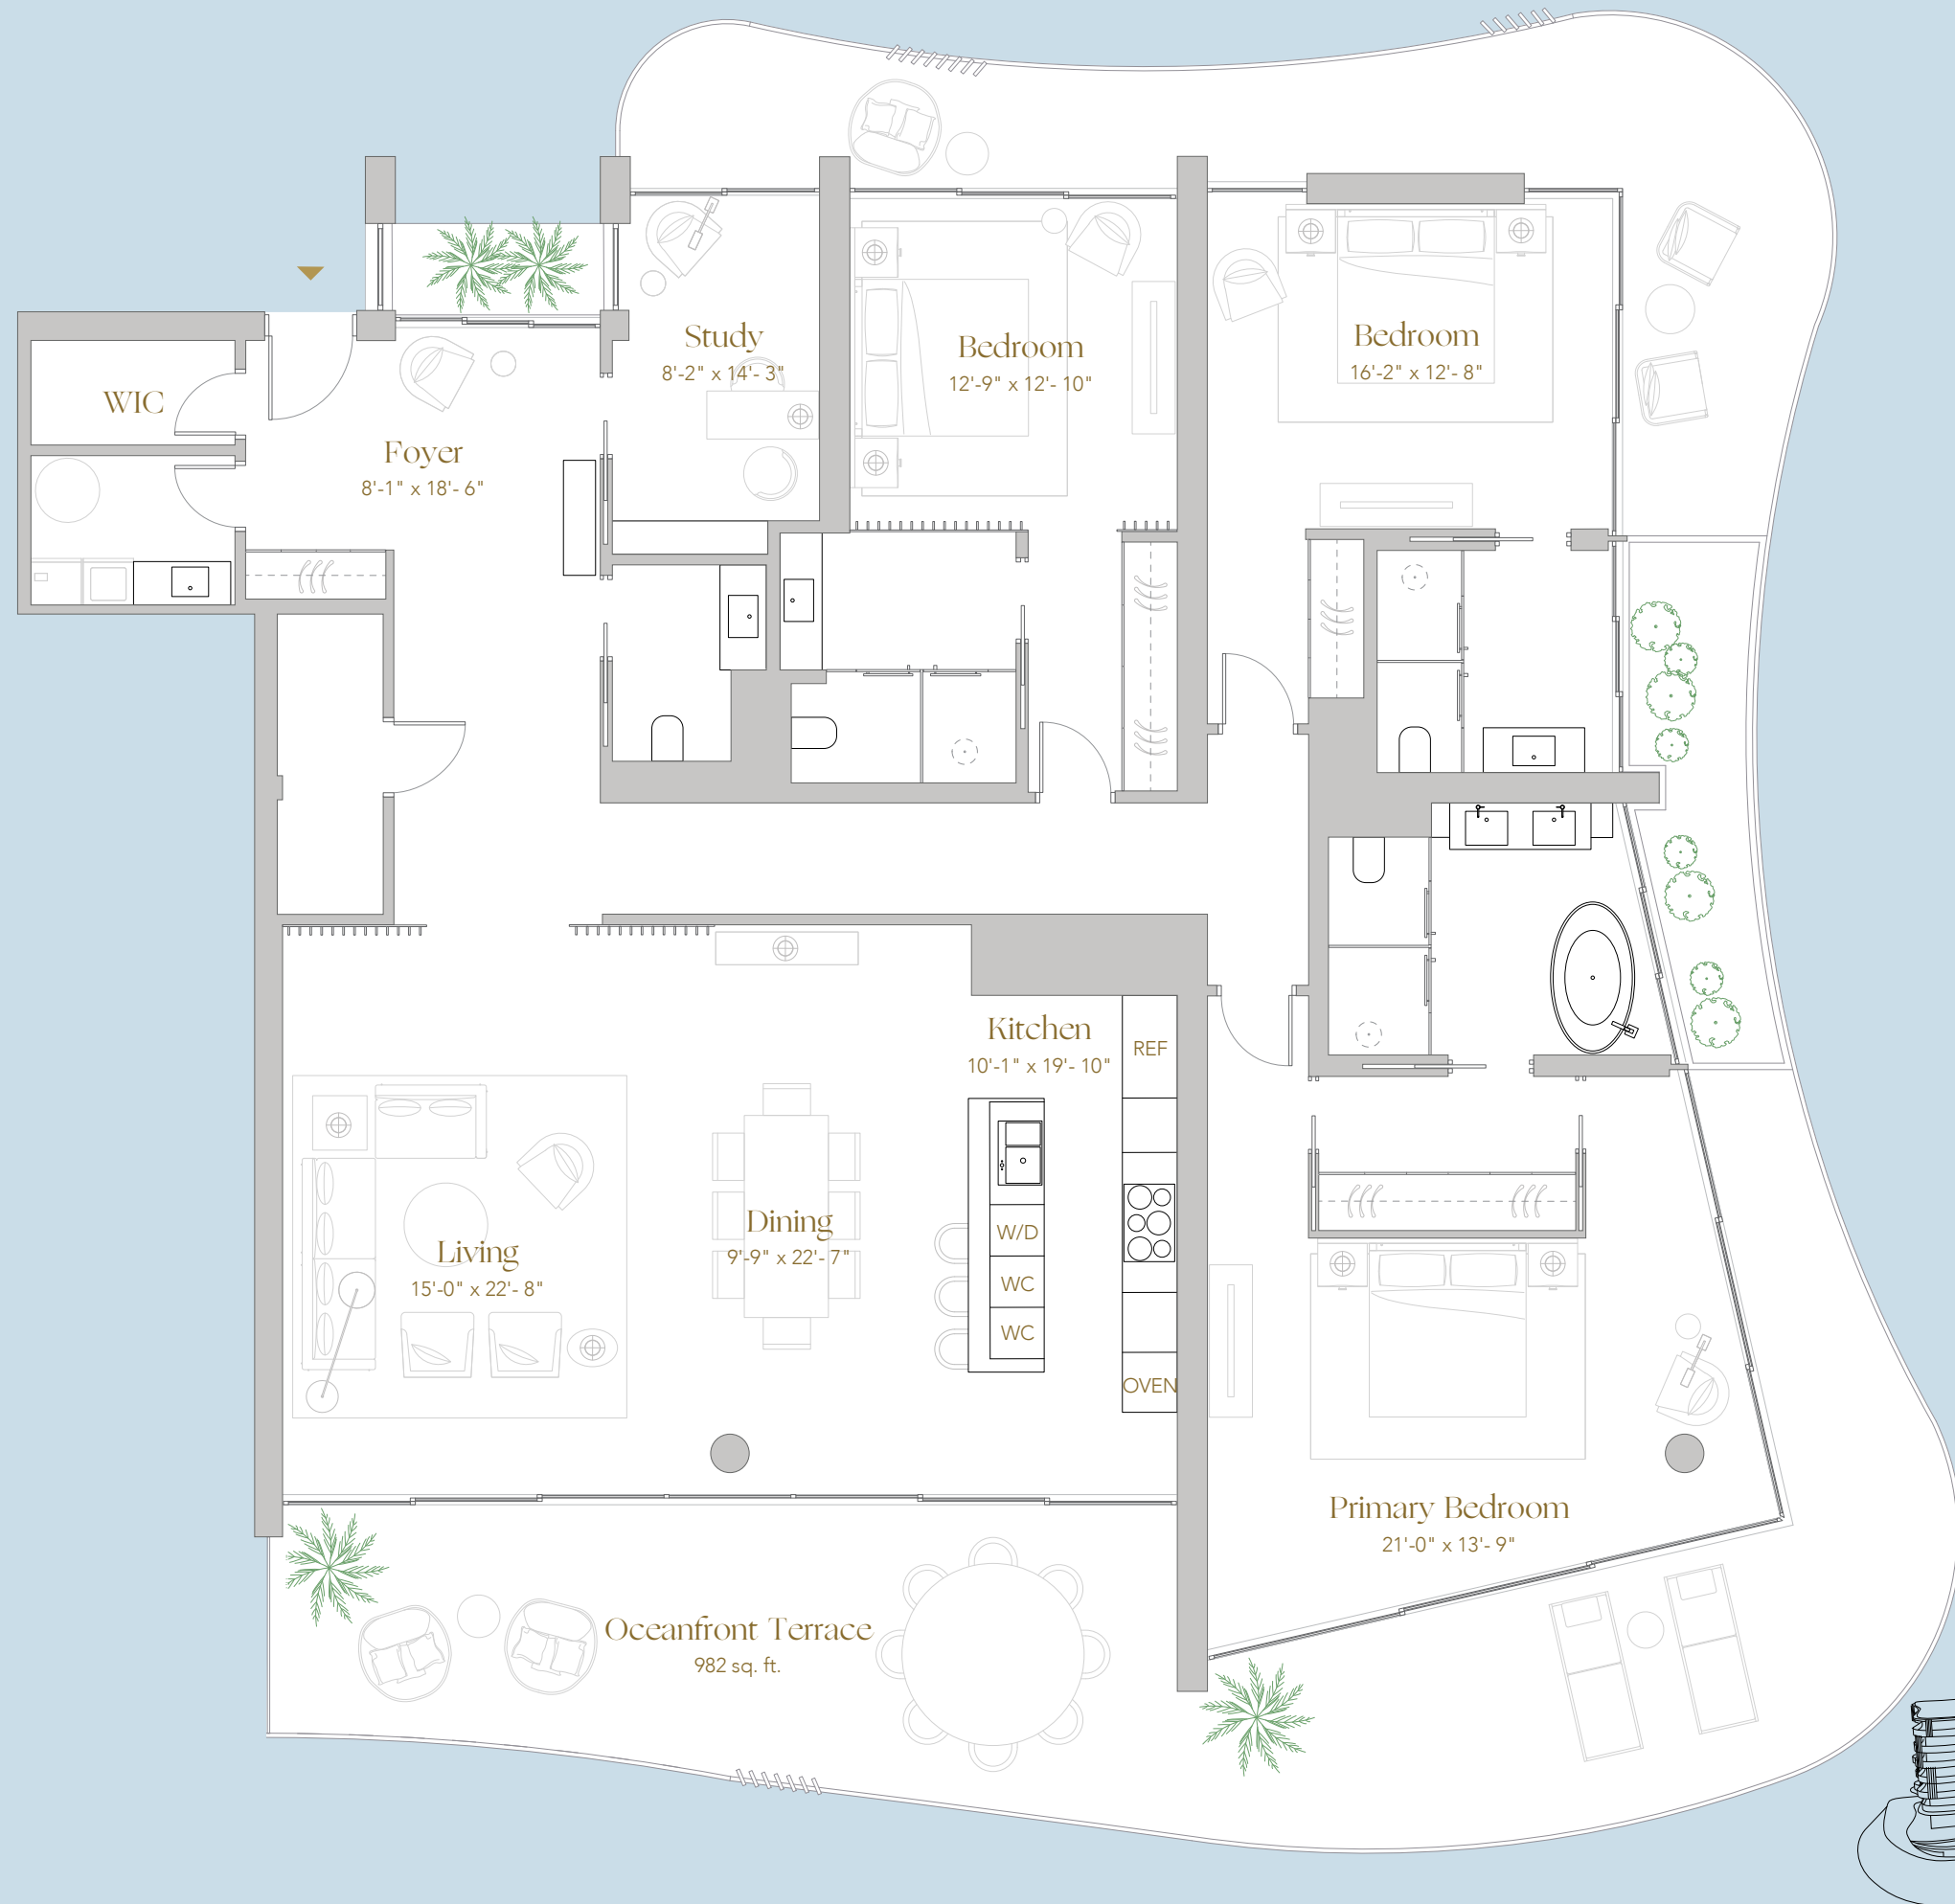 Study
8'-2" x 14'- 3"
Bedroom
12'-9" x 12'- 10"
Bedroom
16'-2" x 12'- 8"
WIC
Foyer
8'-1" x 18'- 6"
Kitchen
10'-1" x 19'- 10"
REF
Dining
9'-9" x 22'- 7"
W/D
Living
15'-0" x 22'- 8"
WC
WC
OVEN
Primary Bedroom
21'-0" x 13'- 9"
Oceanfront Terrace
982 sq. ft.